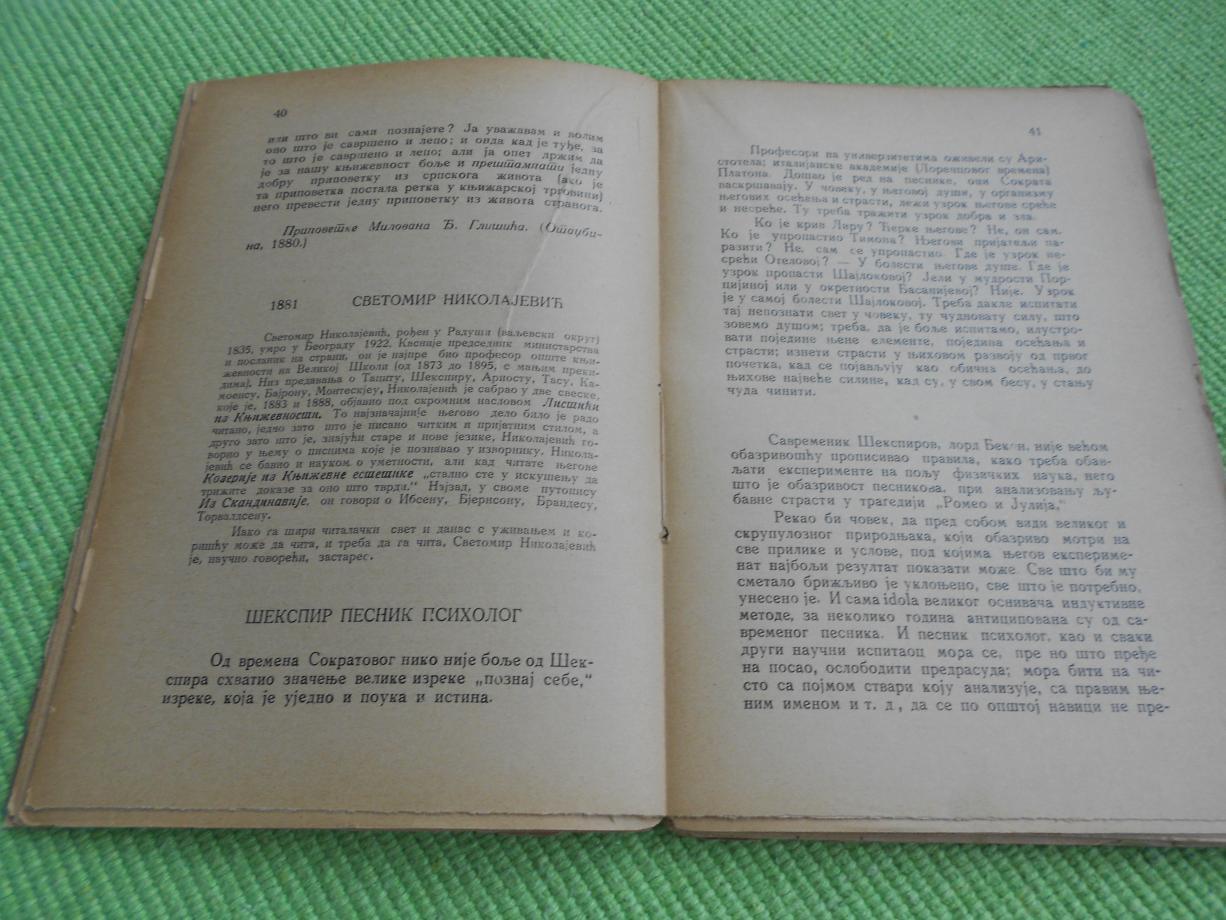 40
или што ви сами познајете? Ја уважавам и волим
оно што је савршено и лепо; и онда кад је туђе, за
то што је савршено и лепо; али ја опет држим да
је за нашу књижевност боље и прештампати једну
добру приповетку из српскога живота (ако је
та приповетка постала ретка у књижарској трговини)
него превести једну приповетку из живота странога.
Приповетке Милована Ђ. Глишића. (Отаџби-
на, 1880.)
1881 СВЕТОМИР НИКОЛАЈЕВИЋ
Светомир Николајевић, рођен у Радуши (ваљевски округ)
1835, умро у Београду 1922. Касније председник министарства
и посланик на страни, он је најпре био професор опште књи-
жевности на Великој Школи (од 1873 до 1895, с мањим преки-
дима). Низ предавања о Тациту, Шекспиру, Ариосту, Тасу, Ка-
моенсу, Бајрону, Монтескјеу, Николајевић је сабрао у две свеске,
које је, 1883 и 1888, објавио под скромним насловом Листићи
из Књижевности. То најзначајније његово дело било је радо
читано, једно зато што је писано читким и пријатним стилом, а
друго зато што је, знајући старе и нове језике, Николајевић го-
ворио у њему о писцима које је познавао у изворнику. Никола-
јевић се бавио и науком о уметности, али кад читате његове
Козерије из Књижевне естетике „стално сте у искушењу да
тражите доказе за оно што тврди.“ Најзад, у своме путопису
Из Скандинавије, он говори о Ибсену, Бјернсону, Брандесу,
Торвалдсену.
Иако га шири читалачки свет и данас с уживањем и ко-
ришћу може да чита, и треба да га чита, Светомир Николајевић
је, научно говорећи, застарео.
ШЕКСПИР ПЕСНИК ПСИХОЛОГ
Од времена Сократовог нико није боље од Шек-
спира схватио значење велике изреке „познај себе,“
изреке, која је уједно и поука и истина.
41
Професори на универзитетима оживели су Ари-
стотела; италијанске академије (Лоренцовог времена)
Платона. Дошао је ред на песнике, они Сократа
васкршавају. У човеку, у његовој души, у организму
његових осећања и страсти, лежи узрок његове среће
и несреће. Ту треба тражити узрок добра и зла.
Ко је крив Лиру? Ћерке његове? Не, он сам.
Ко је упропастио Тимона? Његови пријатељи па-
разити? Не, сам се упропастио. Где је узрок не-
срећи Отеловој? — У болести његове душе. Где је
узрок пропасти Шајлоковој? Јели у мудрости Пор-
цијиној или у окретности Басанијевој? Није. Узрок
је у самој болести Шајлоковој. Треба дакле испитати
тај непознати свет у човеку, ту чудновату силу, што
зовемо душом; треба, да је боље испитамо, илустро-
вати поједине њене елементе, поједина осећања и
страсти; изнети страсти у њиховом развоју од првог
почетка, кад се појављују као обична осећања, до
њихове највеће силине, кад су, у свом бесу, у стању
чуда чинити.
Савременик Шекспиров, лорд Бекон, није већом
обазривошћу прописивао правила, како треба обав-
љати експерименте на пољу физичких наука, него
што је обазривост песникова, при анализовању љу-
бавне страсти у трагедији „Ромео и Јулија.“
Рекао би човек, да пред собом види великог и
скрупулозног природњака, који обазриво мотри на
све прилике и услове, под којима његов експериме-
нат најбољи резултат показати може. Све што би му
сметало брижљиво је уклоњено, све што је потребно,
унесено је. И сама idola великог оснивача индуктивне
методе, за неколико година антиципована су од са-
временог песника. И песник психолог, као и сваки
други научни испитаоц мора се, пре но што пређе
на посао, ослободити предрасуда; мора бити на чи-
сто са појмом ствари коју анализује, са правим ње-
ним именом и т. д., да се по општој навици не пре-